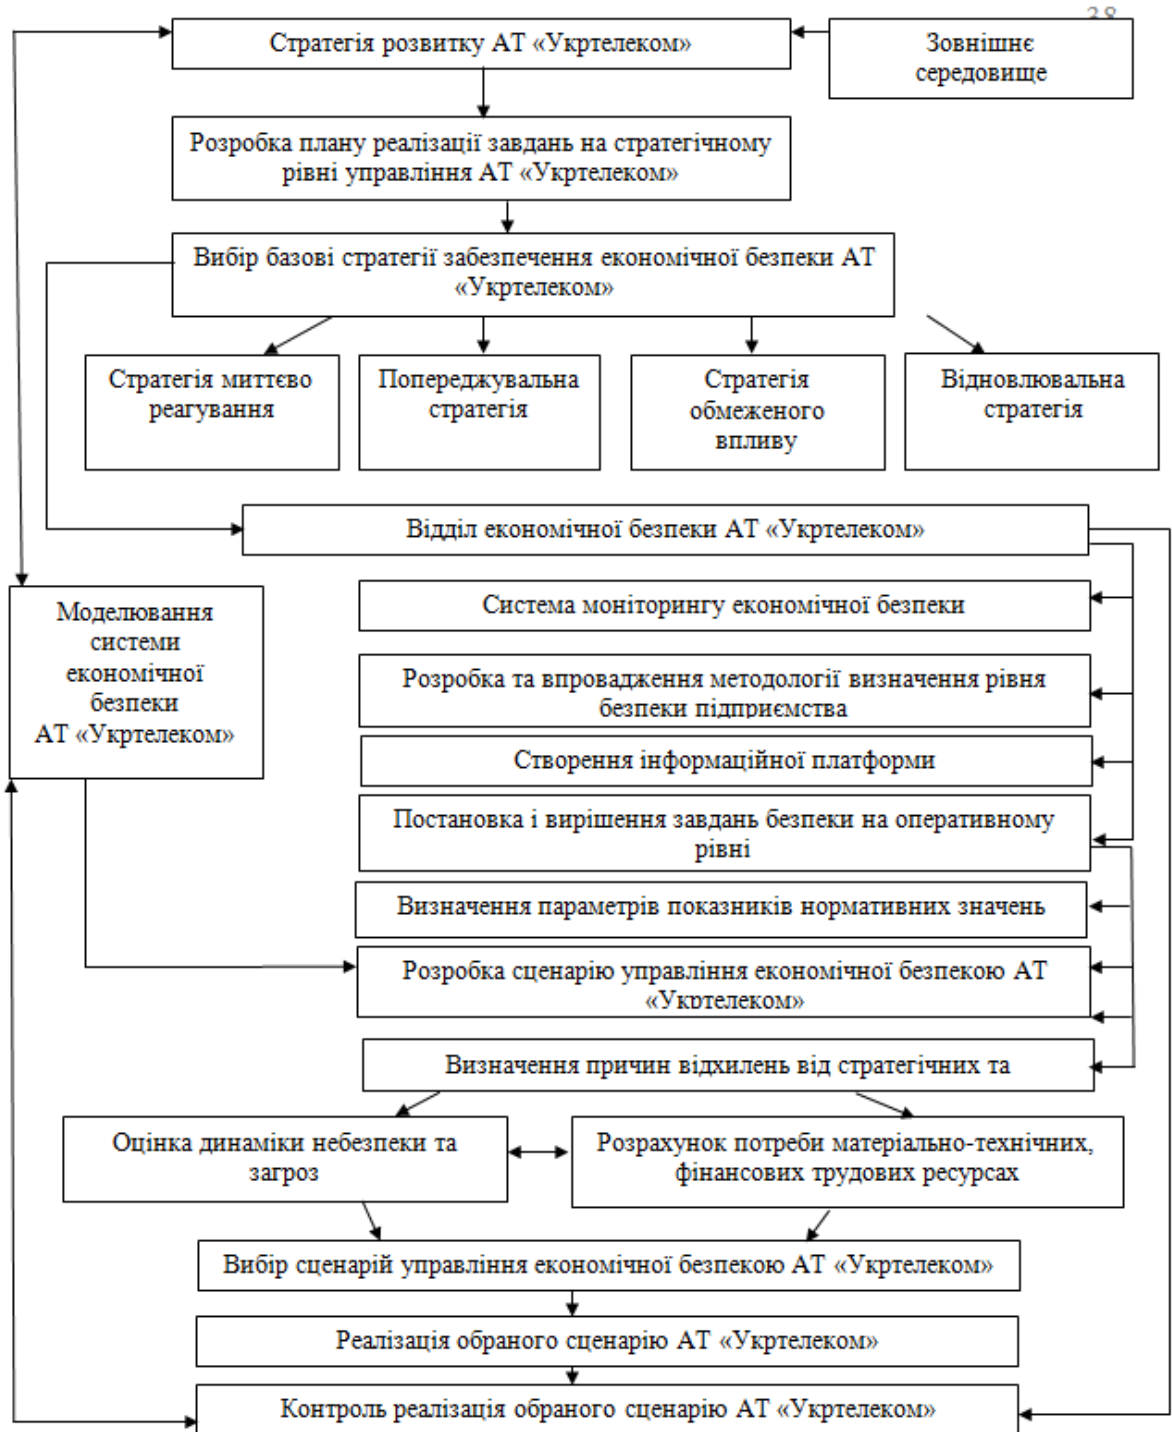 38
Стратегія розвитку АТ «Укртелеком»
Зовнішнє
середовище
Розробка плану реалізації завдань на стратегічному
рівні управління АТ «Укртелеком»
Вибір базові стратегії забезпечення економічної безпеки АТ
«Укртелеком»
Стратегія миттєво
реагування
Попереджувальна
стратегія
Стратегія
обмеженого
впливу
Відновлювальна
стратегія
Відділ економічної безпеки АТ «Укртелеком»
Моделювання
системи
економічної
безпеки
АТ «Укртелеком»
Система моніторингу економічної безпеки
Розробка та впровадження методології визначення рівня
безпеки підприємства
Створення інформаційної платформи
Постановка і вирішення завдань безпеки на оперативному
рівні
Визначення параметрів показників нормативних значень
Розробка сценарію управління економічної безпекою АТ
«Укртелеком»
Визначення причин відхилень від стратегічних та
Оцінка динаміки небезпеки та
загроз
Розрахунок потреби матеріально-технічних,
фінансових трудових ресурсах
Вибір сценарій управління економічної безпекою АТ «Укртелеком»
Реалізація обраного сценарію АТ «Укртелеком»
Контроль реалізація обраного сценарію АТ «Укртелеком»